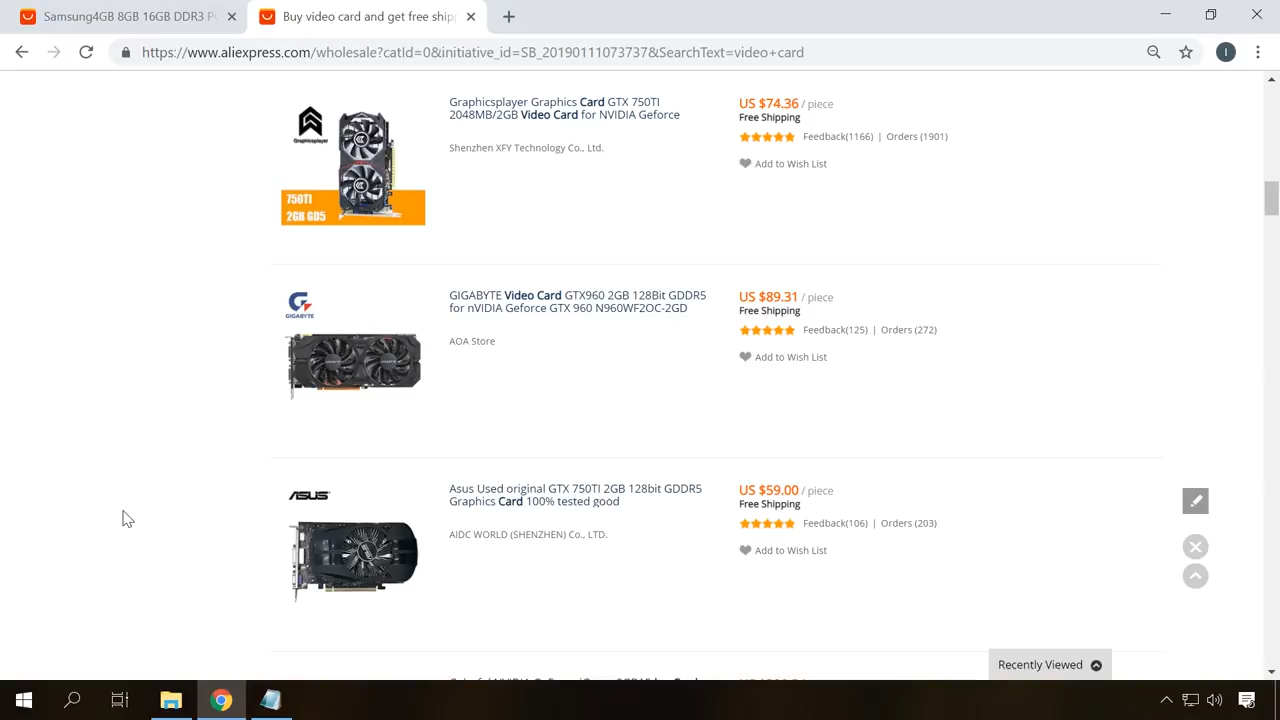 Samsung4GB 8GB 16GB DDR3 PC
Buy video card and get free ship
https://www.aliexpress.com/wholesale?catId=0&initiative_id=SB_20190111073737&SearchText=video+card
I
Graphicsplayer
750TI
2GB GD5
Graphicsplayer Graphics Card GTX 750TI
2048MB/2GB Video Card for NVIDIA Geforce
Shenzhen XFY Technology Co., Ltd.
US $74.36 / piece
Free Shipping
Feedback(1166) | Orders (1901)
Add to Wish List
GIGABYTE
GIGABYTE Video Card GTX960 2GB 128Bit GDDR5
for nVIDIA Geforce GTX 960 N960WF2OC-2GD
AOA Store
US $89.31 / piece
Free Shipping
Feedback(125) | Orders (272)
Add to Wish List
ASUS
Asus Used original GTX 750TI 2GB 128bit GDDR5
Graphics Card 100% tested good
AIDC WORLD (SHENZHEN) Co., LTD.
US $59.00 / piece
Free Shipping
Feedback(106) | Orders (203)
Add to Wish List
Recently Viewed